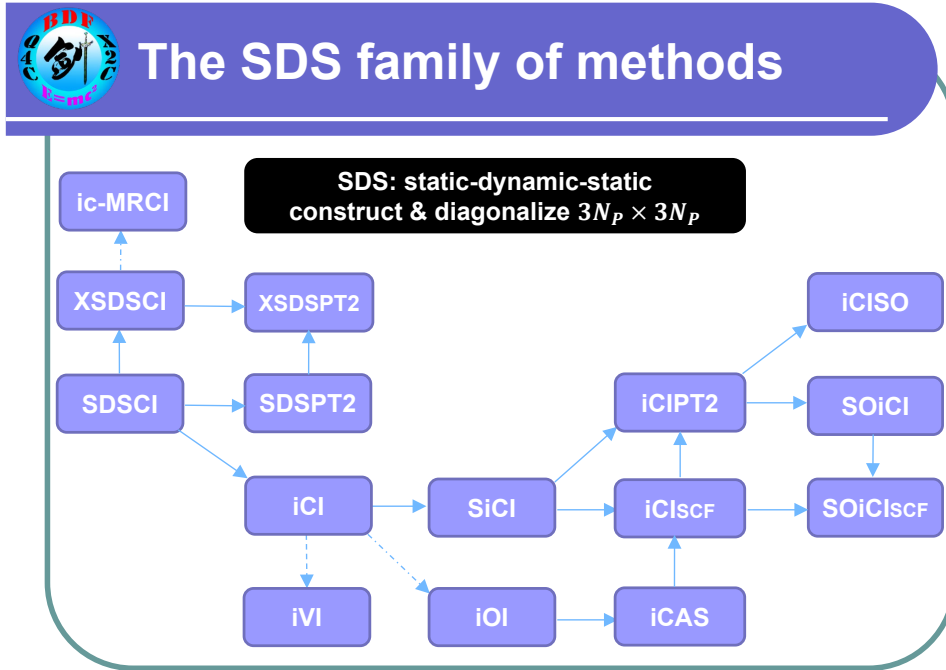 BDF
Q4C
剑
X2C
E=mc²
The SDS family of methods
SDS: static-dynamic-static
construct & diagonalize 3N_P × 3N_P
ic-MRCI
XSDSCI
XSDSPT2
iCISO
SDSCI
SDSPT2
iCIPT2
SOiCI
iCI
SiCI
iCISCF
SOiCISCF
iVI
iOI
iCAS